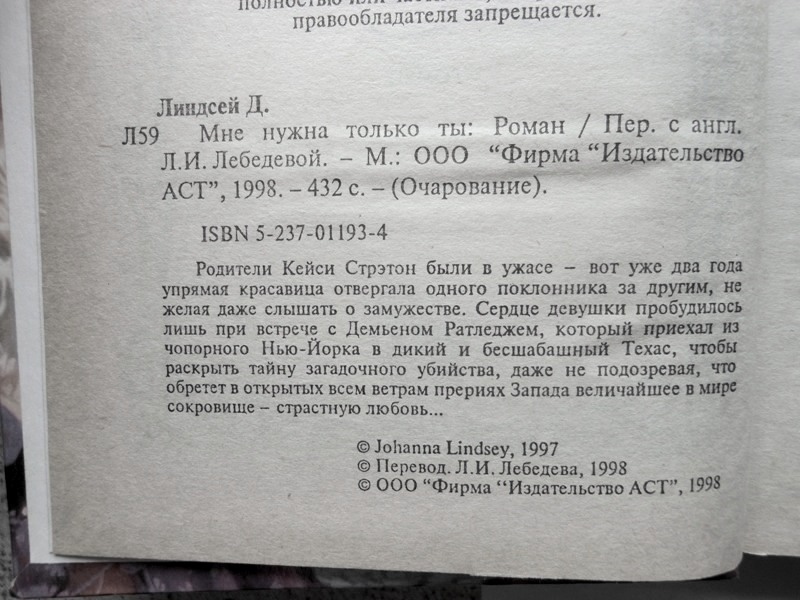 полностью или
правообладателя запрещается.
Линдсей Д.
Л59 Мне нужна только ты: Роман / Пер. с англ.
Л.И. Лебедевой. – М.: ООО “Фирма “Издательство
АСТ”, 1998. – 432 с. – (Очарование).
ISBN 5-237-01193-4
Родители Кейси Стрэтон были в ужасе – вот уже два года
упрямая красавица отвергала одного поклонника за другим, не
желая даже слышать о замужестве. Сердце девушки пробудилось
лишь при встрече с Демьеном Ратледжем, который приехал из
чопорного Нью-Йорка в дикий и бесшабашный Техас, чтобы
раскрыть тайну загадочного убийства, даже не подозревая, что
обретет в открытых всем ветрам прериях Запада величайшее в мире
сокровище – страстную любовь...
© Johanna Lindsey, 1997
© Перевод. Л.И. Лебедева, 1998
© ООО “Фирма “Издательство АСТ”, 1998